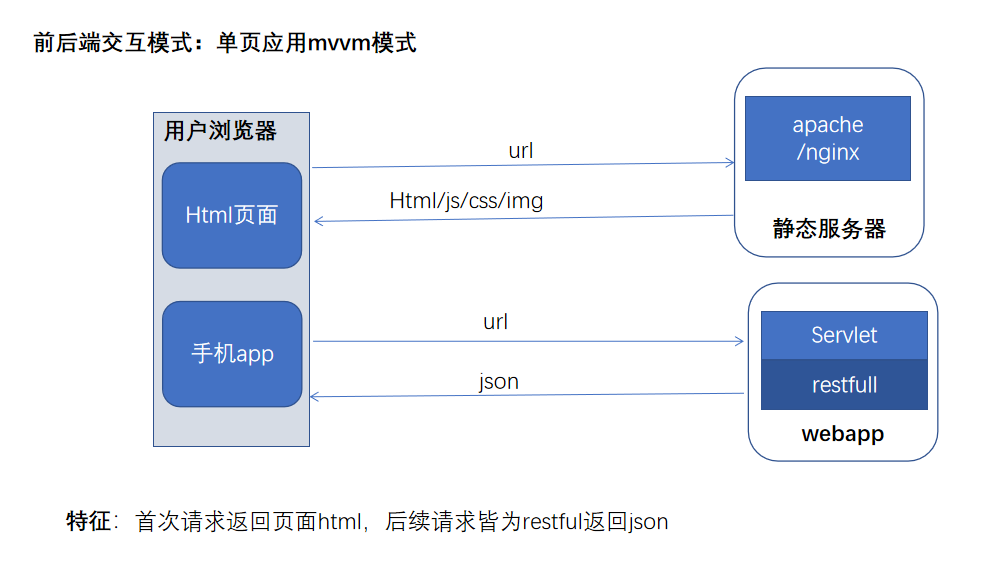 前后端交互模式：单页应用mvvm模式
用户浏览器
Html页面
手机app
url
Html/js/css/img
apache
/nginx
静态服务器
url
json
Servlet
restfull
webapp
特征：首次请求返回页面html，后续请求皆为restful返回json